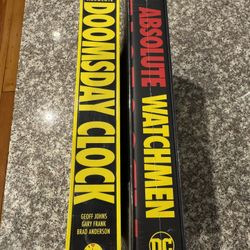 DOOMSDAY CLOCK
GEOFF JOHNS
GARY FRANK
BRAD ANDERSON
ABSOLUTE WATCHMEN
DC